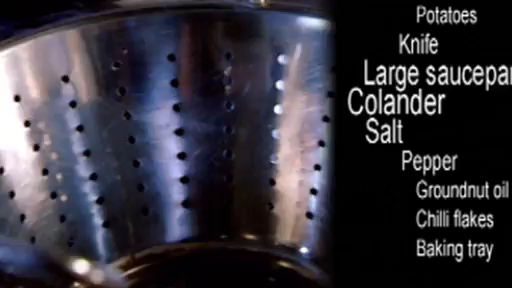 Potatoes
Knife
Large saucepa
Colander
Salt
Pepper
Groundnut oil
Chilli flakes
Baking tray